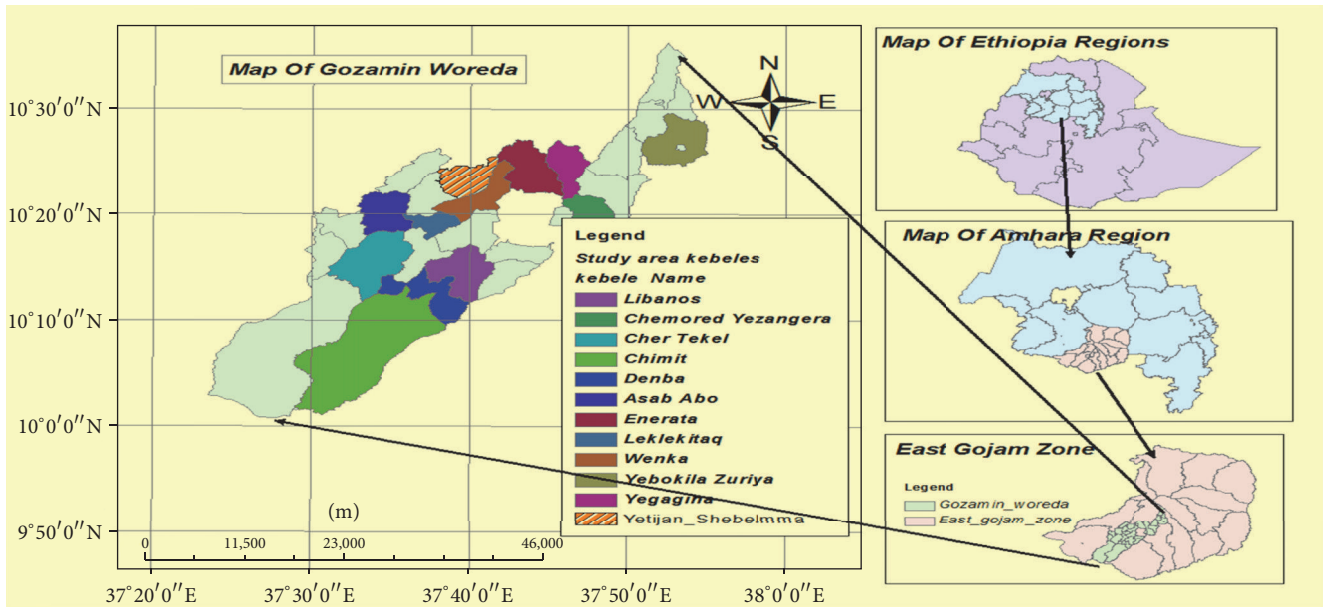 Map Of Gozamin Woreda
N
W E
S
10°30′0″N
10°20′0″N
10°10′0″N
10°0′0″N
9°50′0″N
Legend
Study area kebeles
kebele Name
Libanos
Chemored Yezangera
Cher Tekel
Chimit
Denba
Asab Abo
Enerata
Leklekitaq
Wenka
Yebokila Zuriya
Yegagina
Yetijan_Shebelmma
(m)
0 11,500 23,000 46,000
37°20′0″E 37°30′0″E 37°40′0″E 37°50′0″E 38°0′0″E
Map Of Ethiopia Regions
Map Of Amhara Region
East Gojam Zone
Legend
Gozamin_woreda
East_gojam_zone